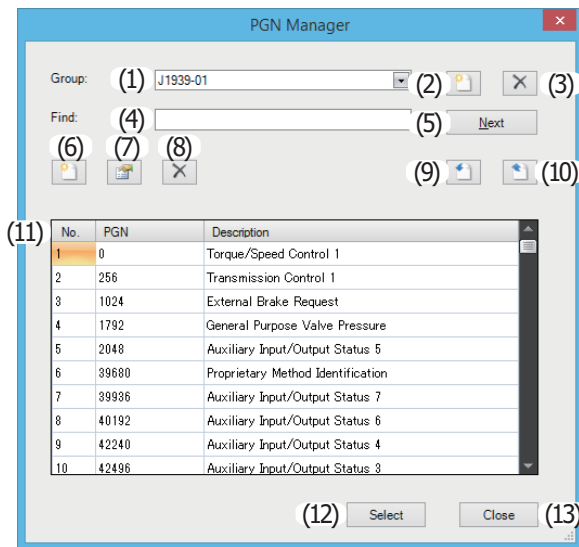 PGN Manager
×
Group: (1) J1939-01 (2) (3)
Find: (4) (5) Next
(6) (7) (8)
(9) (10)
(11) No. PGN Description
1 0 Torque/Speed Control 1
2 256 Transmission Control 1
3 1024 External Brake Request
4 1792 General Purpose Valve Pressure
5 2048 Auxiliary Input/Output Status 5
6 39680 Proprietary Method Identification
7 39936 Auxiliary Input/Output Status 7
8 40192 Auxiliary Input/Output Status 6
9 42240 Auxiliary Input/Output Status 4
10 42496 Auxiliary Input/Output Status 3
(12) Select Close (13)